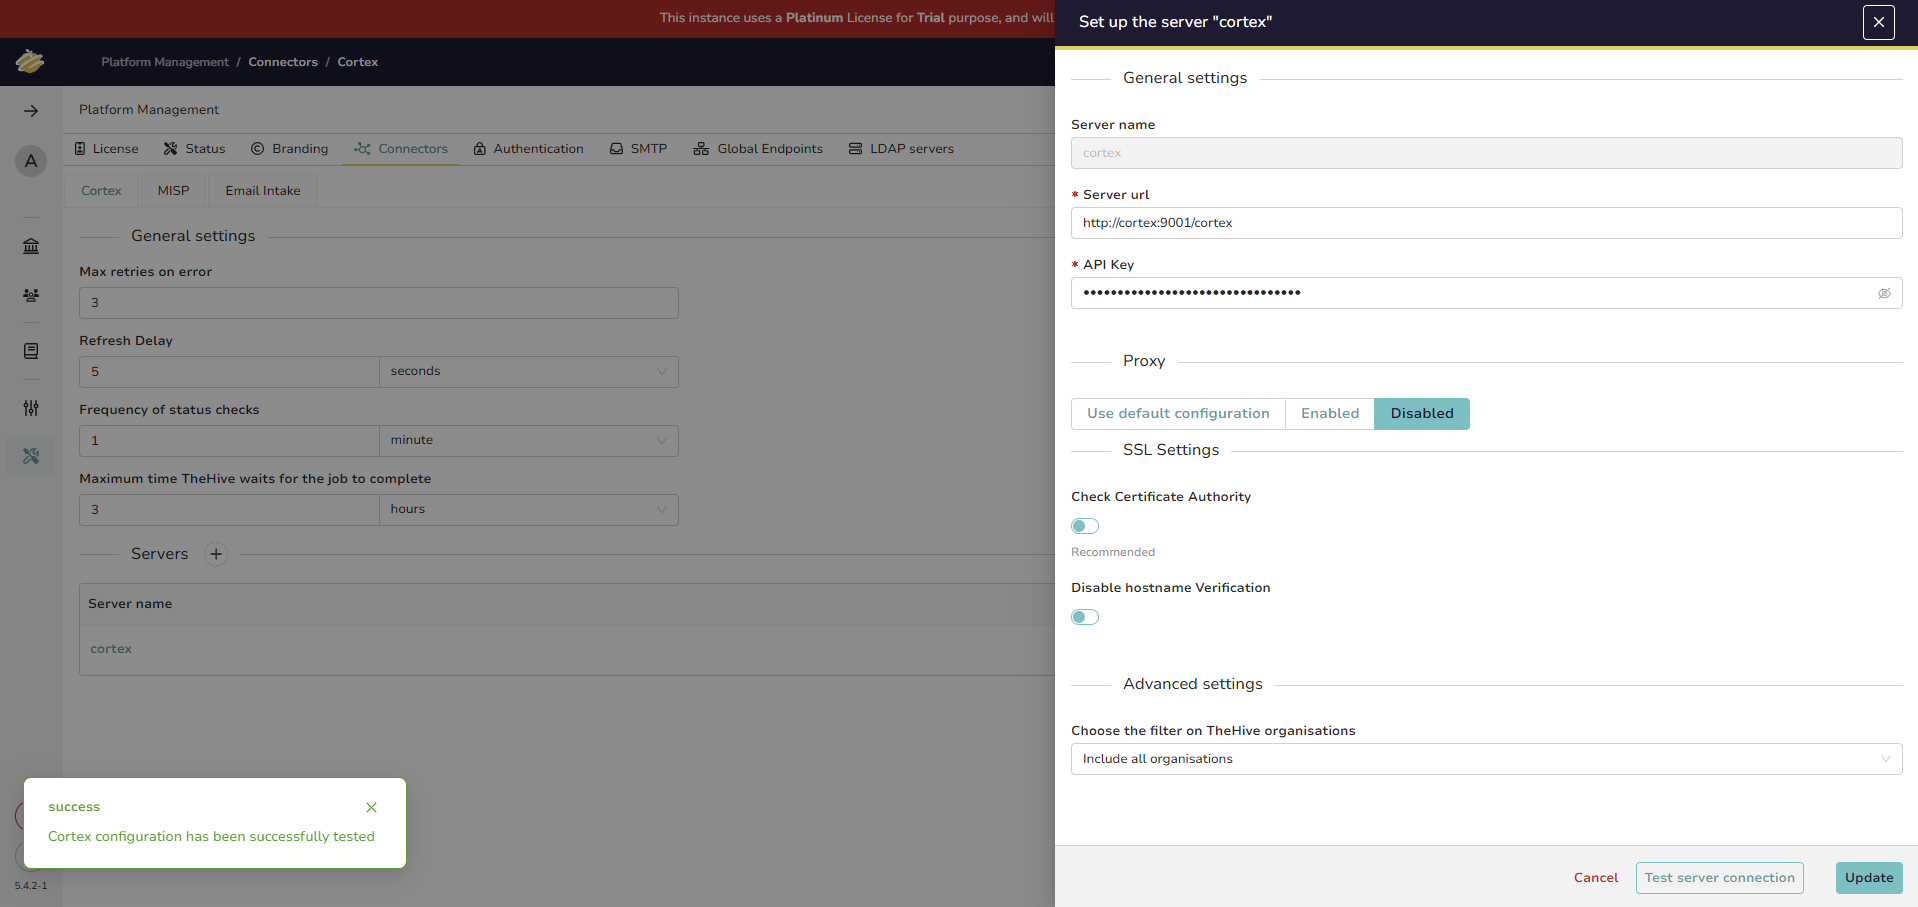 This instance uses a Platinum License for Trial purpose, and will
Platform Management / Connectors / Cortex
Platform Management
License
Status
Branding
Connectors
Authentication
SMTP
Global Endpoints
LDAP servers
A
Cortex
MISP
Email Intake
General settings
Max retries on error
3
Refresh Delay
5
seconds
Frequency of status checks
1
minute
Maximum time TheHive waits for the job to complete
3
hours
Servers
Server name
cortex
success
Cortex configuration has been successfully tested
5.4.2-1
Set up the server "cortex"
General settings
Server name
cortex
* Server url
http://cortex:9001/cortex
* API Key
••••••••••••••••••••••••••••••••
Proxy
Use default configuration
Enabled
Disabled
SSL Settings
Check Certificate Authority
Recommended
Disable hostname Verification
Advanced settings
Choose the filter on TheHive organisations
Include all organisations
Cancel
Test server connection
Update